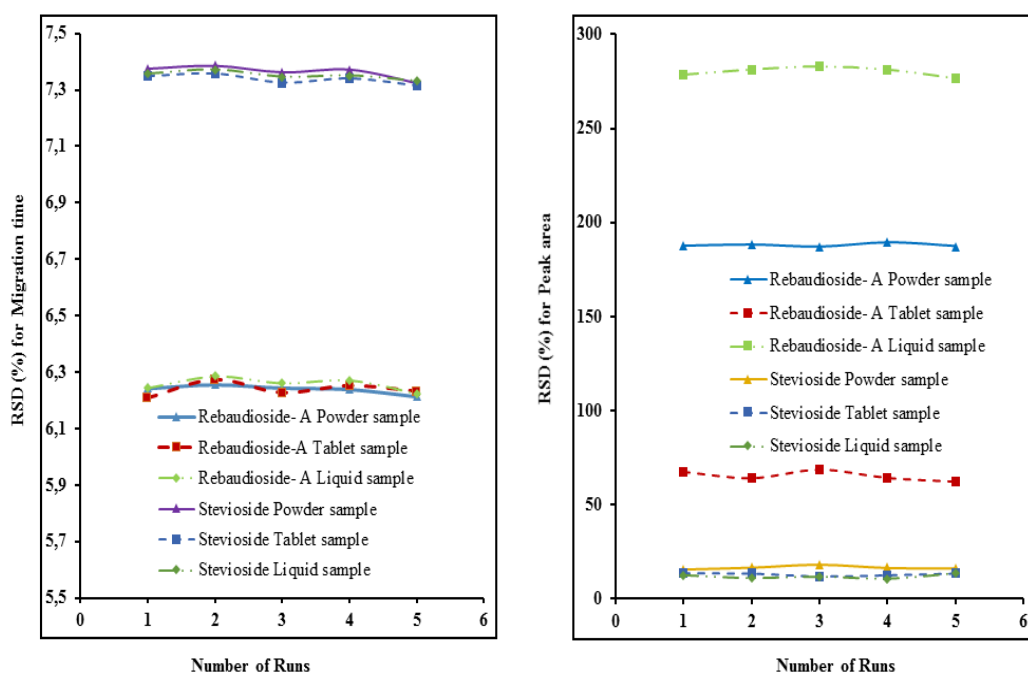 RSD (%) for Migration time
7,5
7,3
7,1
6,9
6,7
6,5
6,3
6,1
5,9
5,7
5,5
Rebaudioside- A Powder sample
Rebaudioside-A Tablet sample
Rebaudioside- A Liquid sample
Stevioside Powder sample
Stevioside Tablet sample
Stevioside Liquid sample
0 1 2 3 4 5 6
Number of Runs
RSD (%) for Peak area
300
250
200
150
100
50
0
Rebaudioside- A Powder sample
Rebaudioside- A Tablet sample
Rebaudioside- A Liquid sample
Stevioside Powder sample
Stevioside Tablet sample
Stevioside Liquid sample
0 1 2 3 4 5 6
Number of Runs